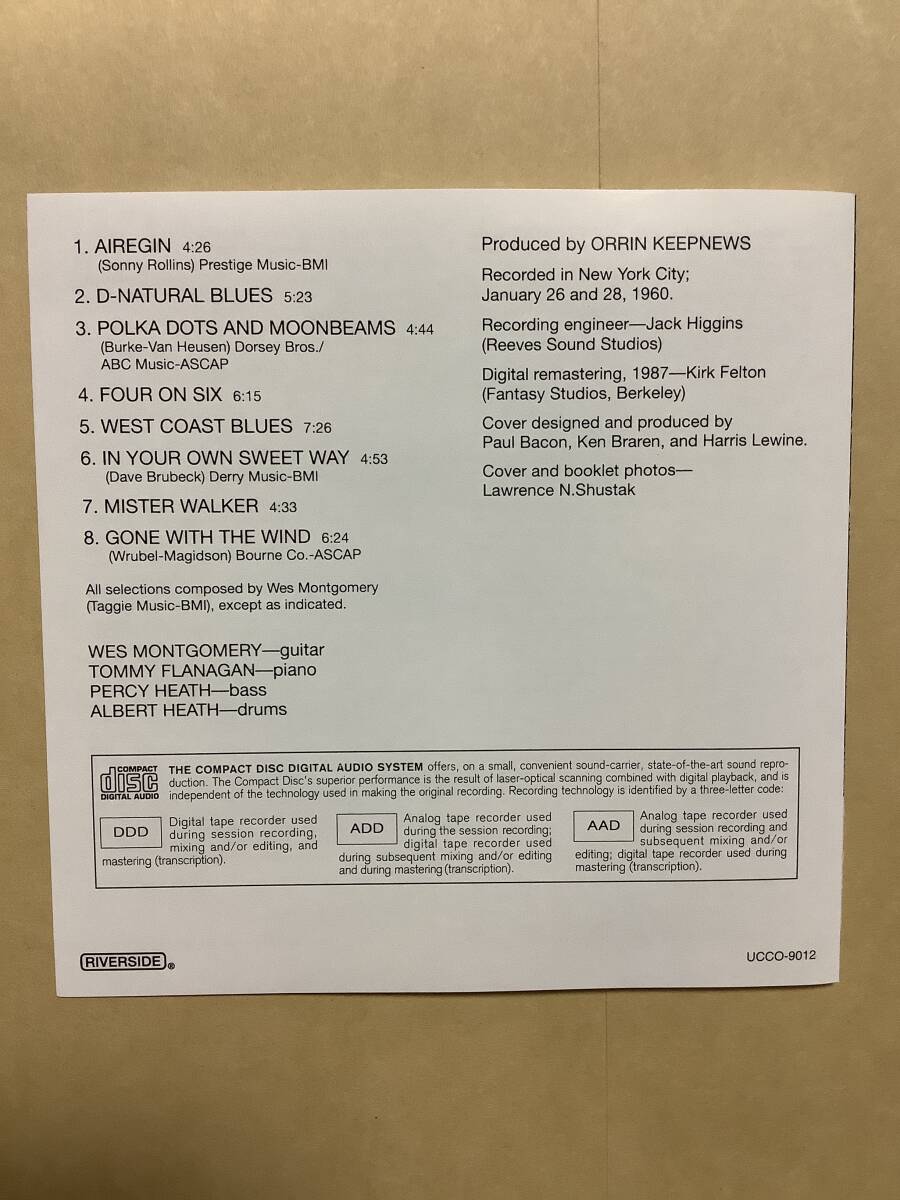 1. AIREGIN 4:26
(Sonny Rollins) Prestige Music-BMI
2. D-NATURAL BLUES 5:23
3. POLKA DOTS AND MOONBEAMS 4:44
(Burke-Van Heusen) Dorsey Bros./
ABC Music-ASCAP
4. FOUR ON SIX 6:15
5. WEST COAST BLUES 7:26
6. IN YOUR OWN SWEET WAY 4:53
(Dave Brubeck) Derry Music-BMI
7. MISTER WALKER 4:33
8. GONE WITH THE WIND 6:24
(Wrubel-Magidson) Bourne Co.-ASCAP
All selections composed by Wes Montgomery
(Taggie Music-BMI), except as indicated.
WES MONTGOMERY—guitar
TOMMY FLANAGAN—piano
PERCY HEATH—bass
ALBERT HEATH—drums
Produced by ORRIN KEEPNEWS
Recorded in New York City;
January 26 and 28, 1960.
Recording engineer—Jack Higgins
(Reeves Sound Studios)
Digital remastering, 1987—Kirk Felton
(Fantasy Studios, Berkeley)
Cover designed and produced by
Paul Bacon, Ken Braren, and Harris Lewine.
Cover and booklet photos—
Lawrence N.Shustak
COMPACT
disc
DIGITAL AUDIO
THE COMPACT DISC DIGITAL AUDIO SYSTEM offers, on a small, convenient sound-carrier, state-of-the-art sound repro-
duction. The Compact Disc's superior performance is the result of laser-optical scanning combined with digital playback, and is
independent of the technology used in making the original recording. Recording technology is identified by a three-letter code:
DDD
Digital tape recorder used
during session recording,
mixing and/or editing, and
mastering (transcription).
ADD
Analog tape recorder used
during the session recording;
digital tape recorder used
during subsequent mixing and/or editing
and during mastering (transcription).
AAD
Analog tape recorder used
during session recording and
subsequent mixing and/or
editing; digital tape recorder used during
mastering (transcription).
RIVERSIDE®
UCCO-9012